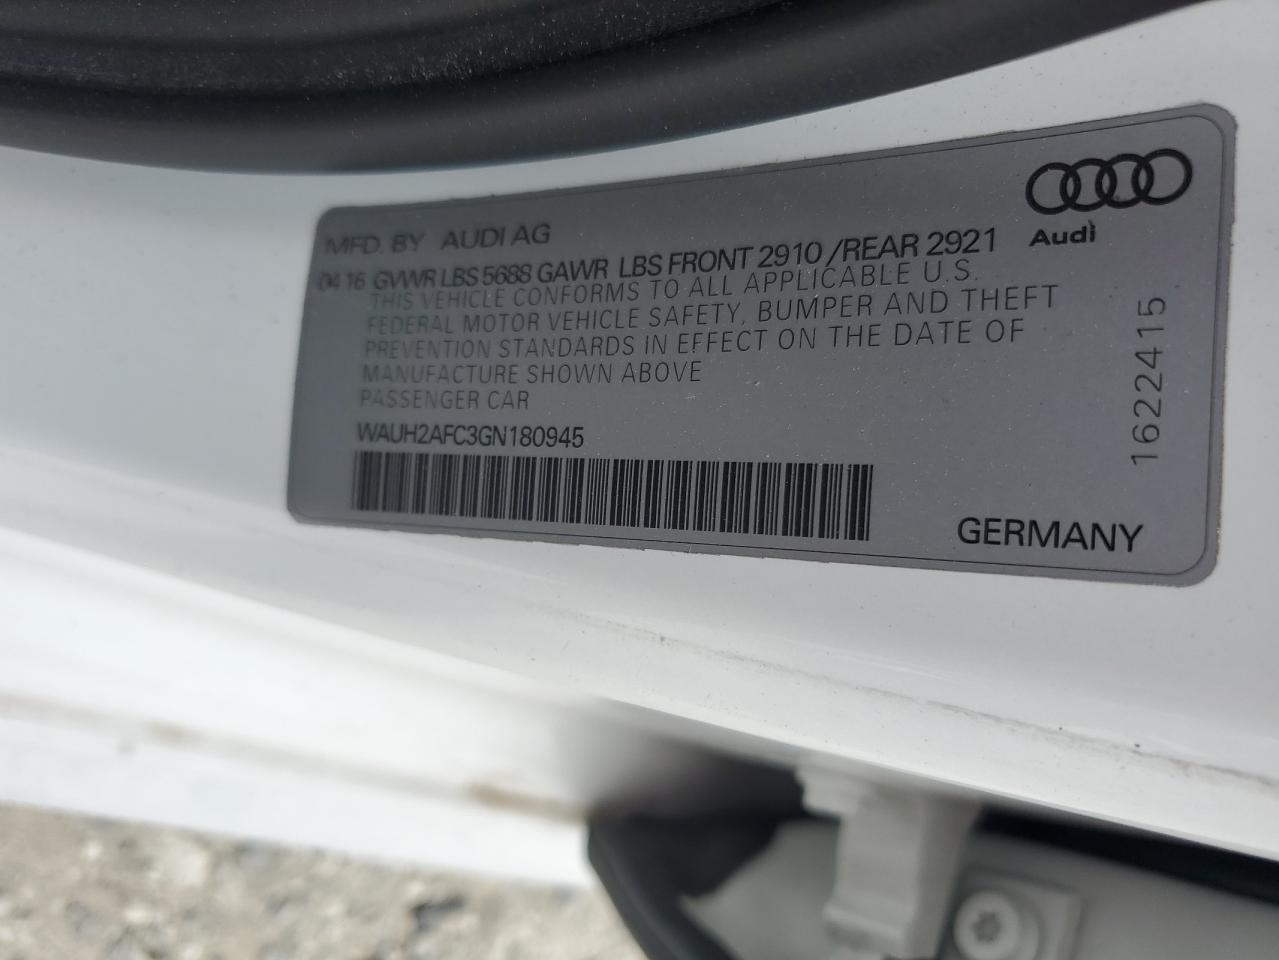 MFD. BY AUDI AG
04 16 GVWR LBS 5688 GAWR LBS FRONT 2910 /REAR 2921
THIS VEHICLE CONFORMS TO ALL APPLICABLE U.S.
FEDERAL MOTOR VEHICLE SAFETY, BUMPER AND THEFT
PREVENTION STANDARDS IN EFFECT ON THE DATE OF
MANUFACTURE SHOWN ABOVE
PASSENGER CAR
WAUH2AFC3GN180945
GERMANY
Audi
1622415